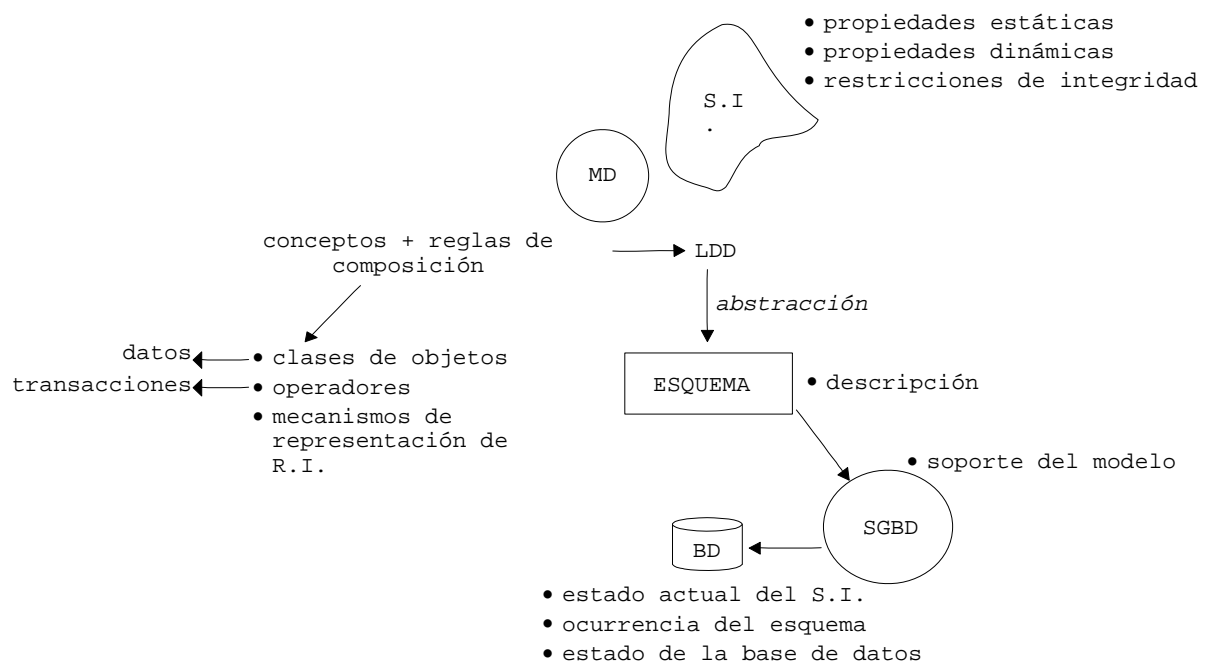 • propiedades estáticas
• propiedades dinámicas
• restricciones de integridad
S.I
.
MD
conceptos + reglas de
composición
LDD
abstracción
datos
• clases de objetos
transacciones
• operadores
• mecanismos de
representación de
R.I.
ESQUEMA
• descripción
• soporte del modelo
SGBD
BD
• estado actual del S.I.
• ocurrencia del esquema
• estado de la base de datos